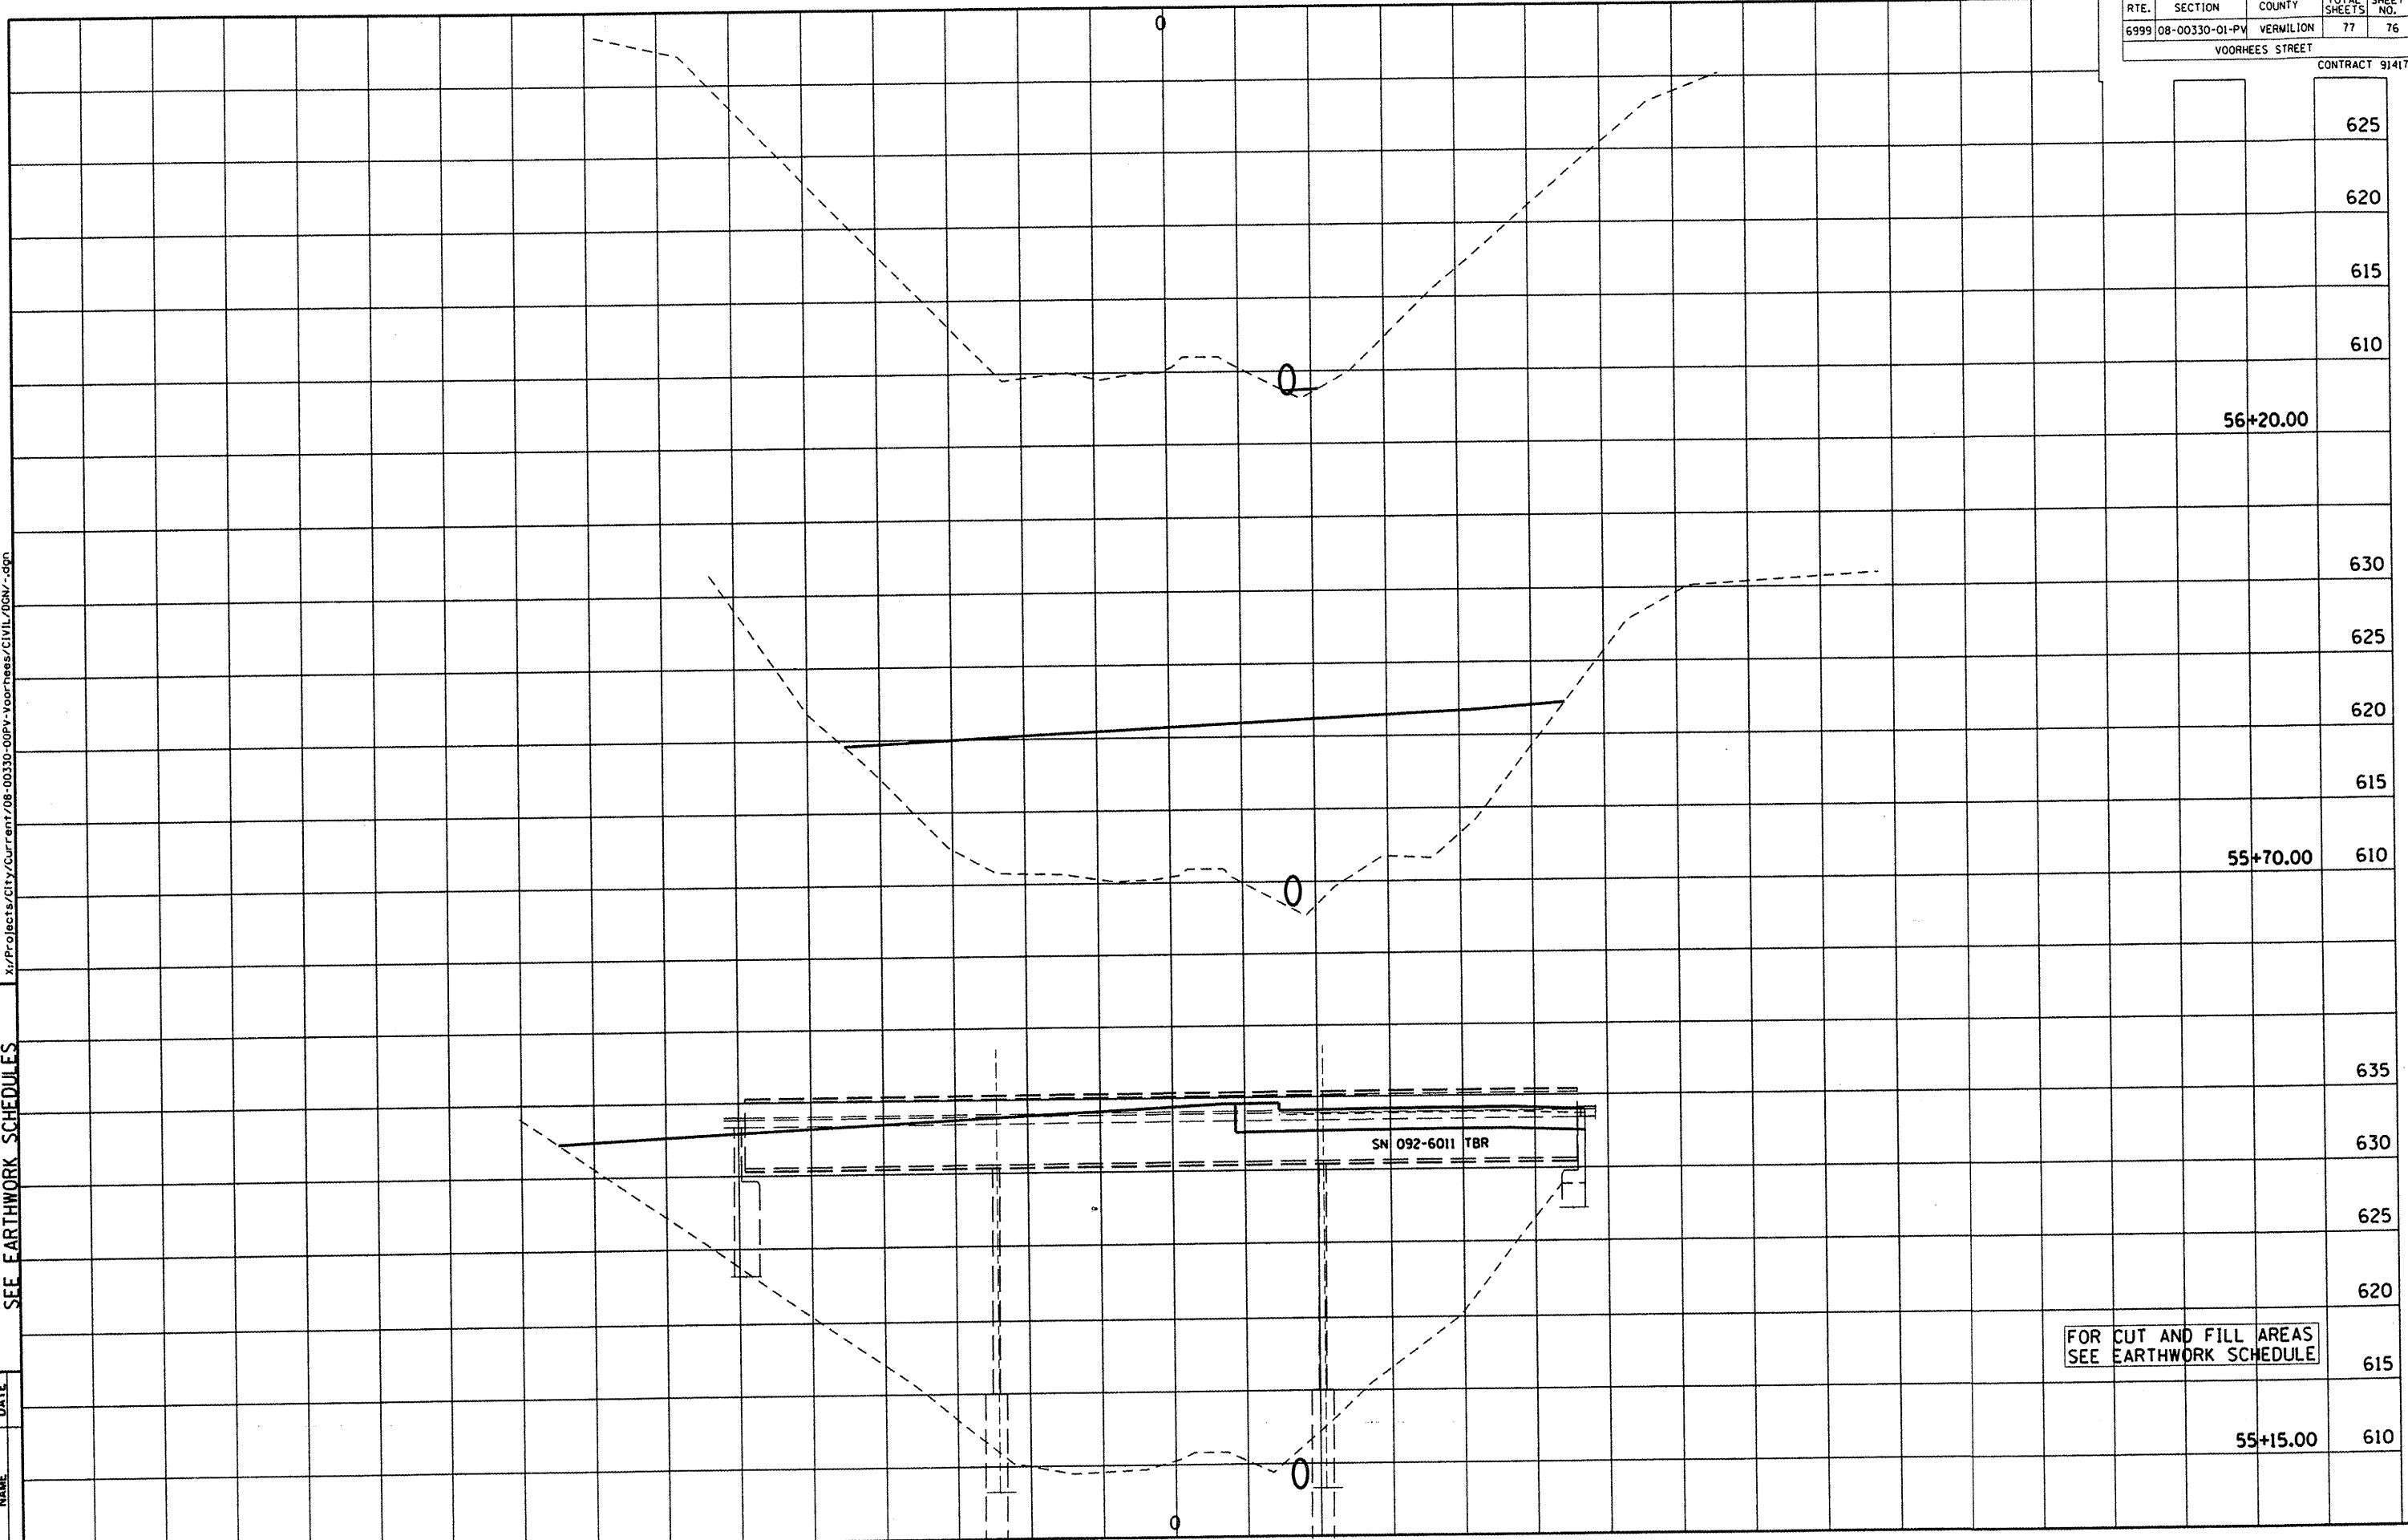 0
RTE. SECTION COUNTY TOTAL SHEETS SHEET NO.
6999 08-00330-01-PV VERMILION 77 76
VOORHEES STREET
CONTRACT 91417
625
620
615
610
56+20.00
630
625
620
615
55+70.00 610
635
SN 092-6011 TBR
630
625
620
FOR CUT AND FILL AREAS
SEE EARTHWORK SCHEDULE
615
55+15.00 610
0
X:/Projects/City/Current/08-00330-00PV-Voorhees/CIVIL/DGN/-.dgn
SEE EARTHWORK SCHEDULES
DATE
NAME